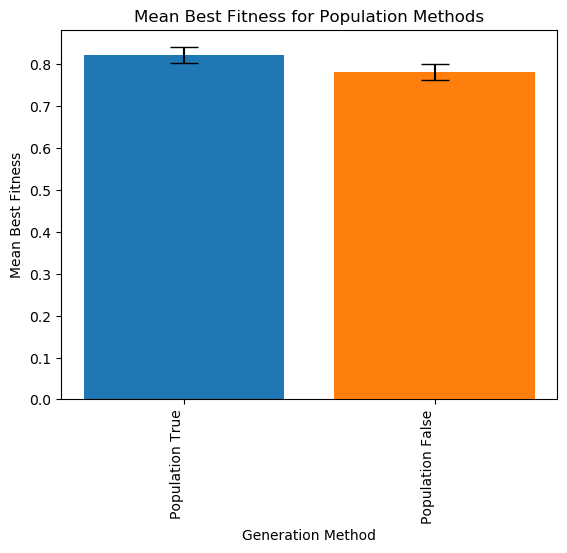 Mean Best Fitness for Population Methods
Mean Best Fitness
0.8
0.7
0.6
0.5
0.4
0.3
0.2
0.1
0.0
Population True
Population False
Generation Method